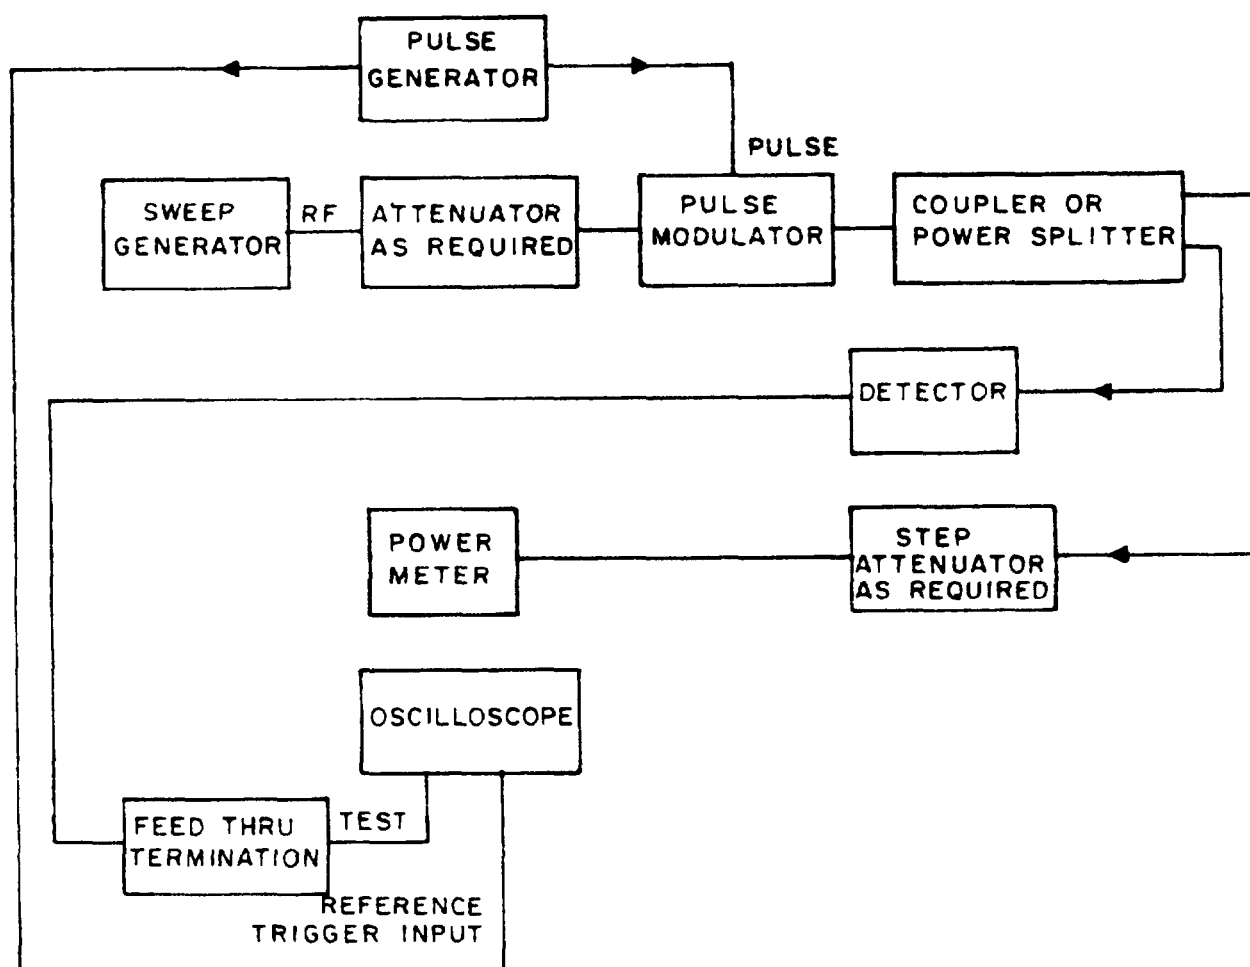 PULSE
GENERATOR
PULSE
SWEEP
GENERATOR
RF
ATTENUATOR
AS REQUIRED
PULSE
MODULATOR
COUPLER OR
POWER SPLITTER
DETECTOR
POWER
METER
STEP
ATTENUATOR
AS REQUIRED
OSCILLOSCOPE
FEED THRU
TERMINATION
TEST
REFERENCE
TRIGGER INPUT